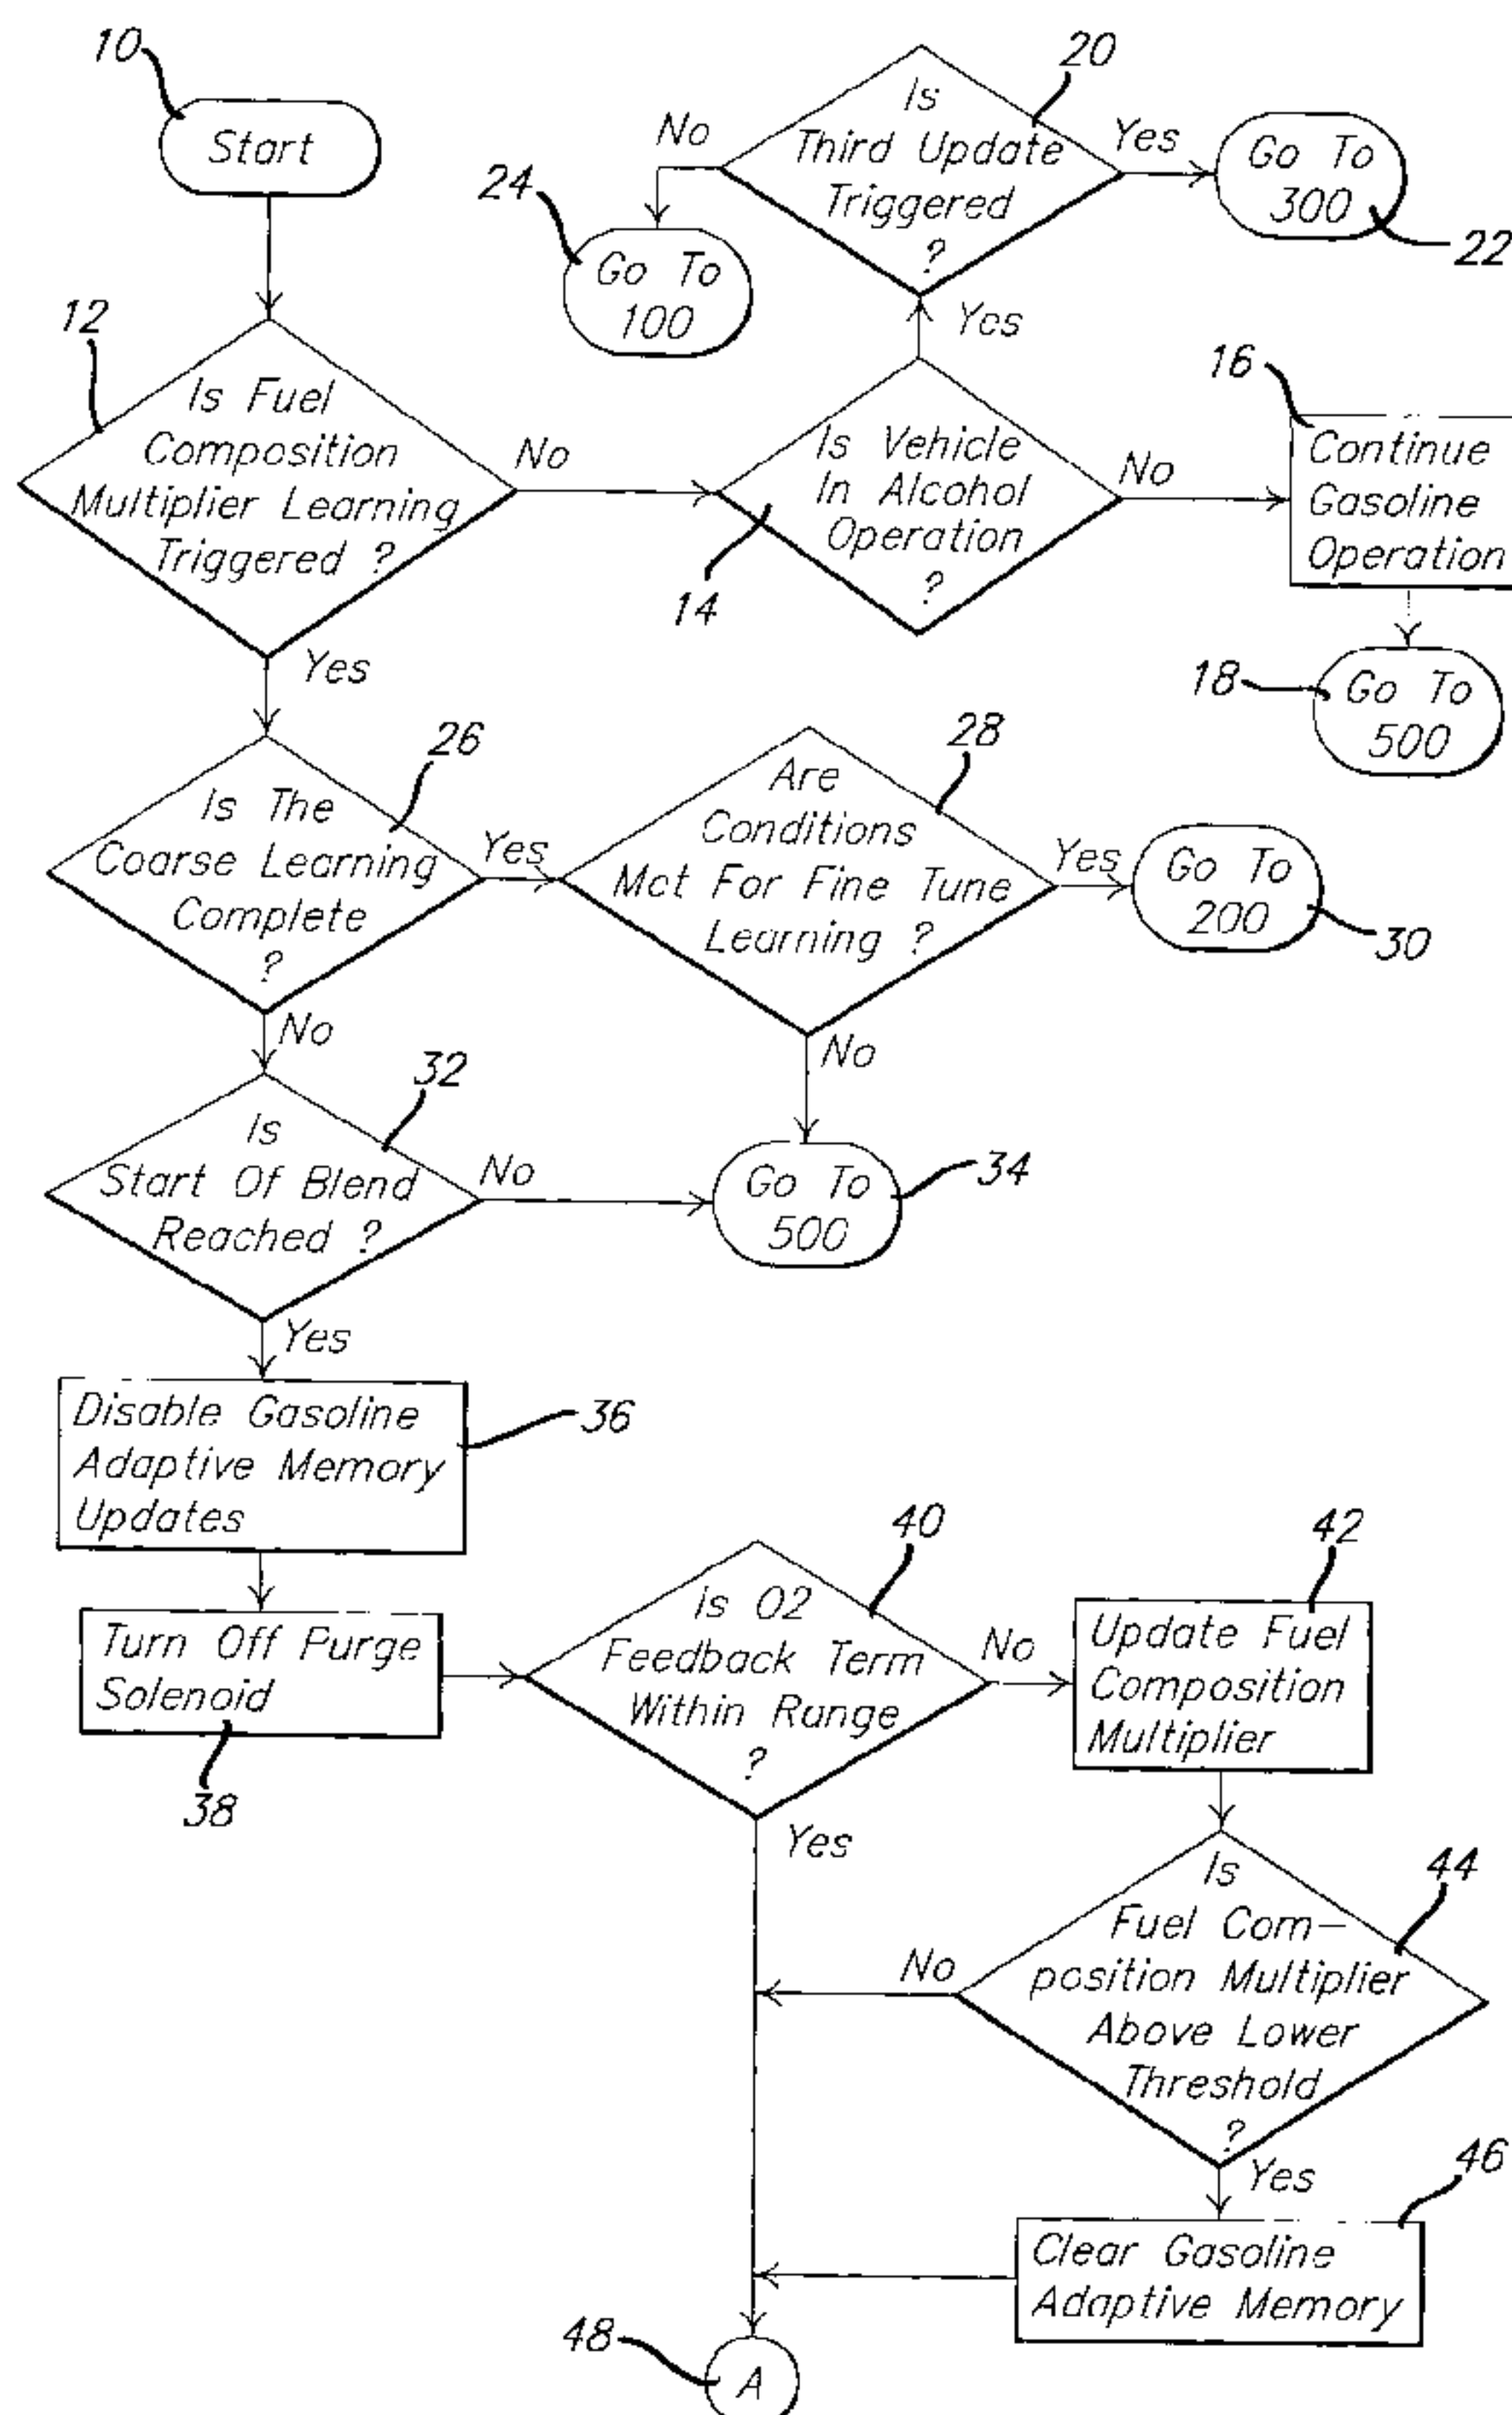 10
Start
12
Is Fuel
Composition
Multiplier Learning
Triggered ?
No
Yes
20
Is
Third Update
Triggered
?
No
Yes
24
Go To
100
Go To
300
22
Yes
Is Vehicle
In Alcohol
Operation
?
14
No
16
Continue
Gasoline
Operation
18
Go To
500
26
Is The
Coarse Learning
Complete
?
Yes
No
28
Are
Conditions
Met For Fine Tune
Learning ?
Yes
No
Go To
200
30
32
Is
Start Of Blend
Reached ?
No
Yes
Go To
500
34
Disable Gasoline
Adaptive Memory
Updates
36
Turn Off Purge
Solenoid
38
40
Is O2
Feedback Term
Within Range
?
No
Yes
42
Update Fuel
Composition
Multiplier
44
Is
Fuel Com-
position Multiplier
Above Lower
Threshold
?
No
Yes
46
Clear Gasoline
Adaptive Memory
48
A